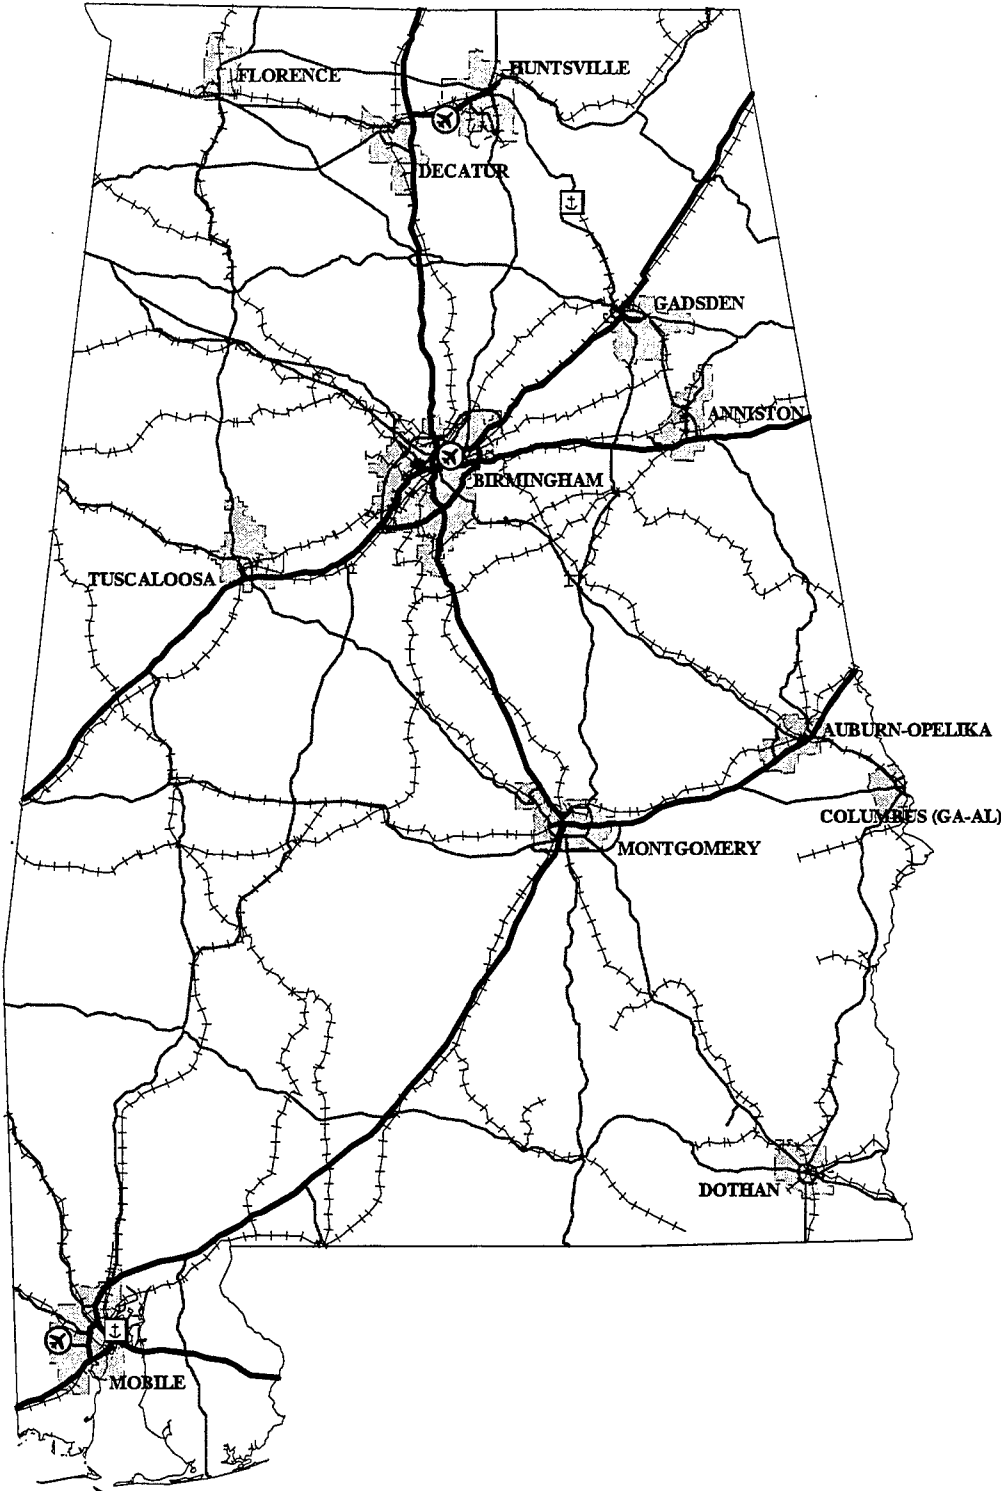 HUNTSVILLE
FLORENCE
DECATUR
GADSDEN
ANNISTON
BIRMINGHAM
TUSCALOOSA
AUBURN-OPELIKA
COLUMBUS (GA-AL)
MONTGOMERY
DOTHAN
MOBILE